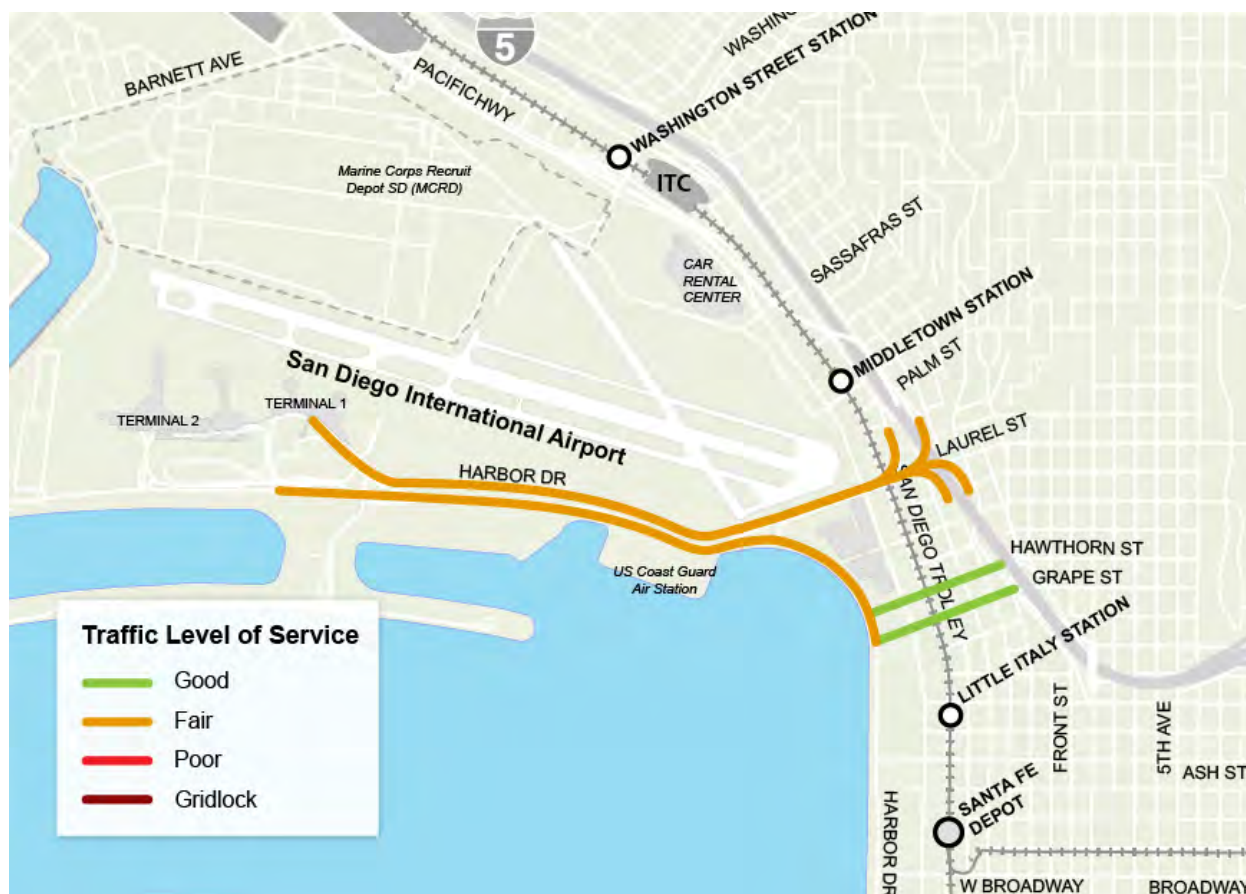 5
WASHINGTON
BARNETT AVE
PACIFICHWY
WASHINGTON STREET STATION
Marine Corps Recruit
Depot SD (MCRD)
ITC
SASSAFRAS ST
CAR
RENTAL
CENTER
MIDDLETOWN STATION
PALM ST
San Diego International Airport
TERMINAL 1
TERMINAL 2
LAUREL ST
HARBOR DR
SAN DIEGO TROLLEY
HAWTHORN ST
GRAPE ST
US Coast Guard
Air Station
LITTLE ITALY STATION
Traffic Level of Service
Good
Fair
Poor
Gridlock
FRONT ST
5TH AVE
ASH ST
SANTA FE
DEPOT
HARBOR DR
W BROADWAY
BROADWAY